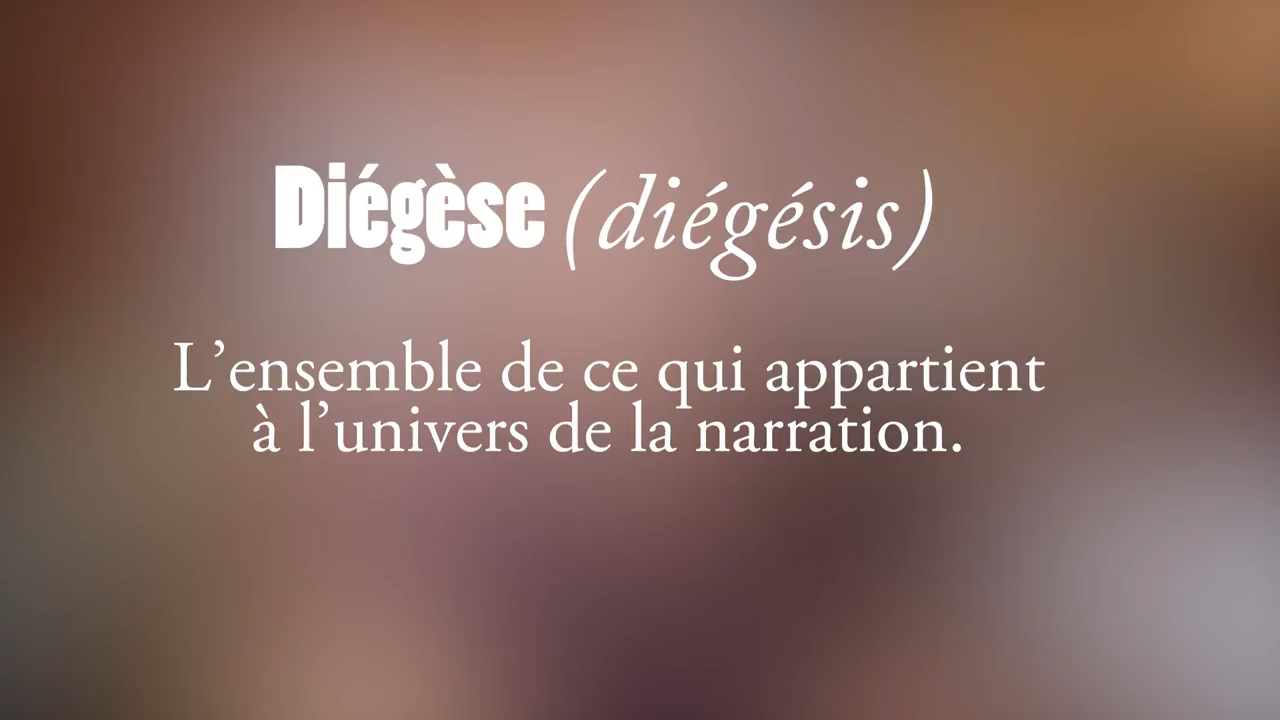 Diégèse (diégésis)
L’ensemble de ce qui appartient
à l’univers de la narration.